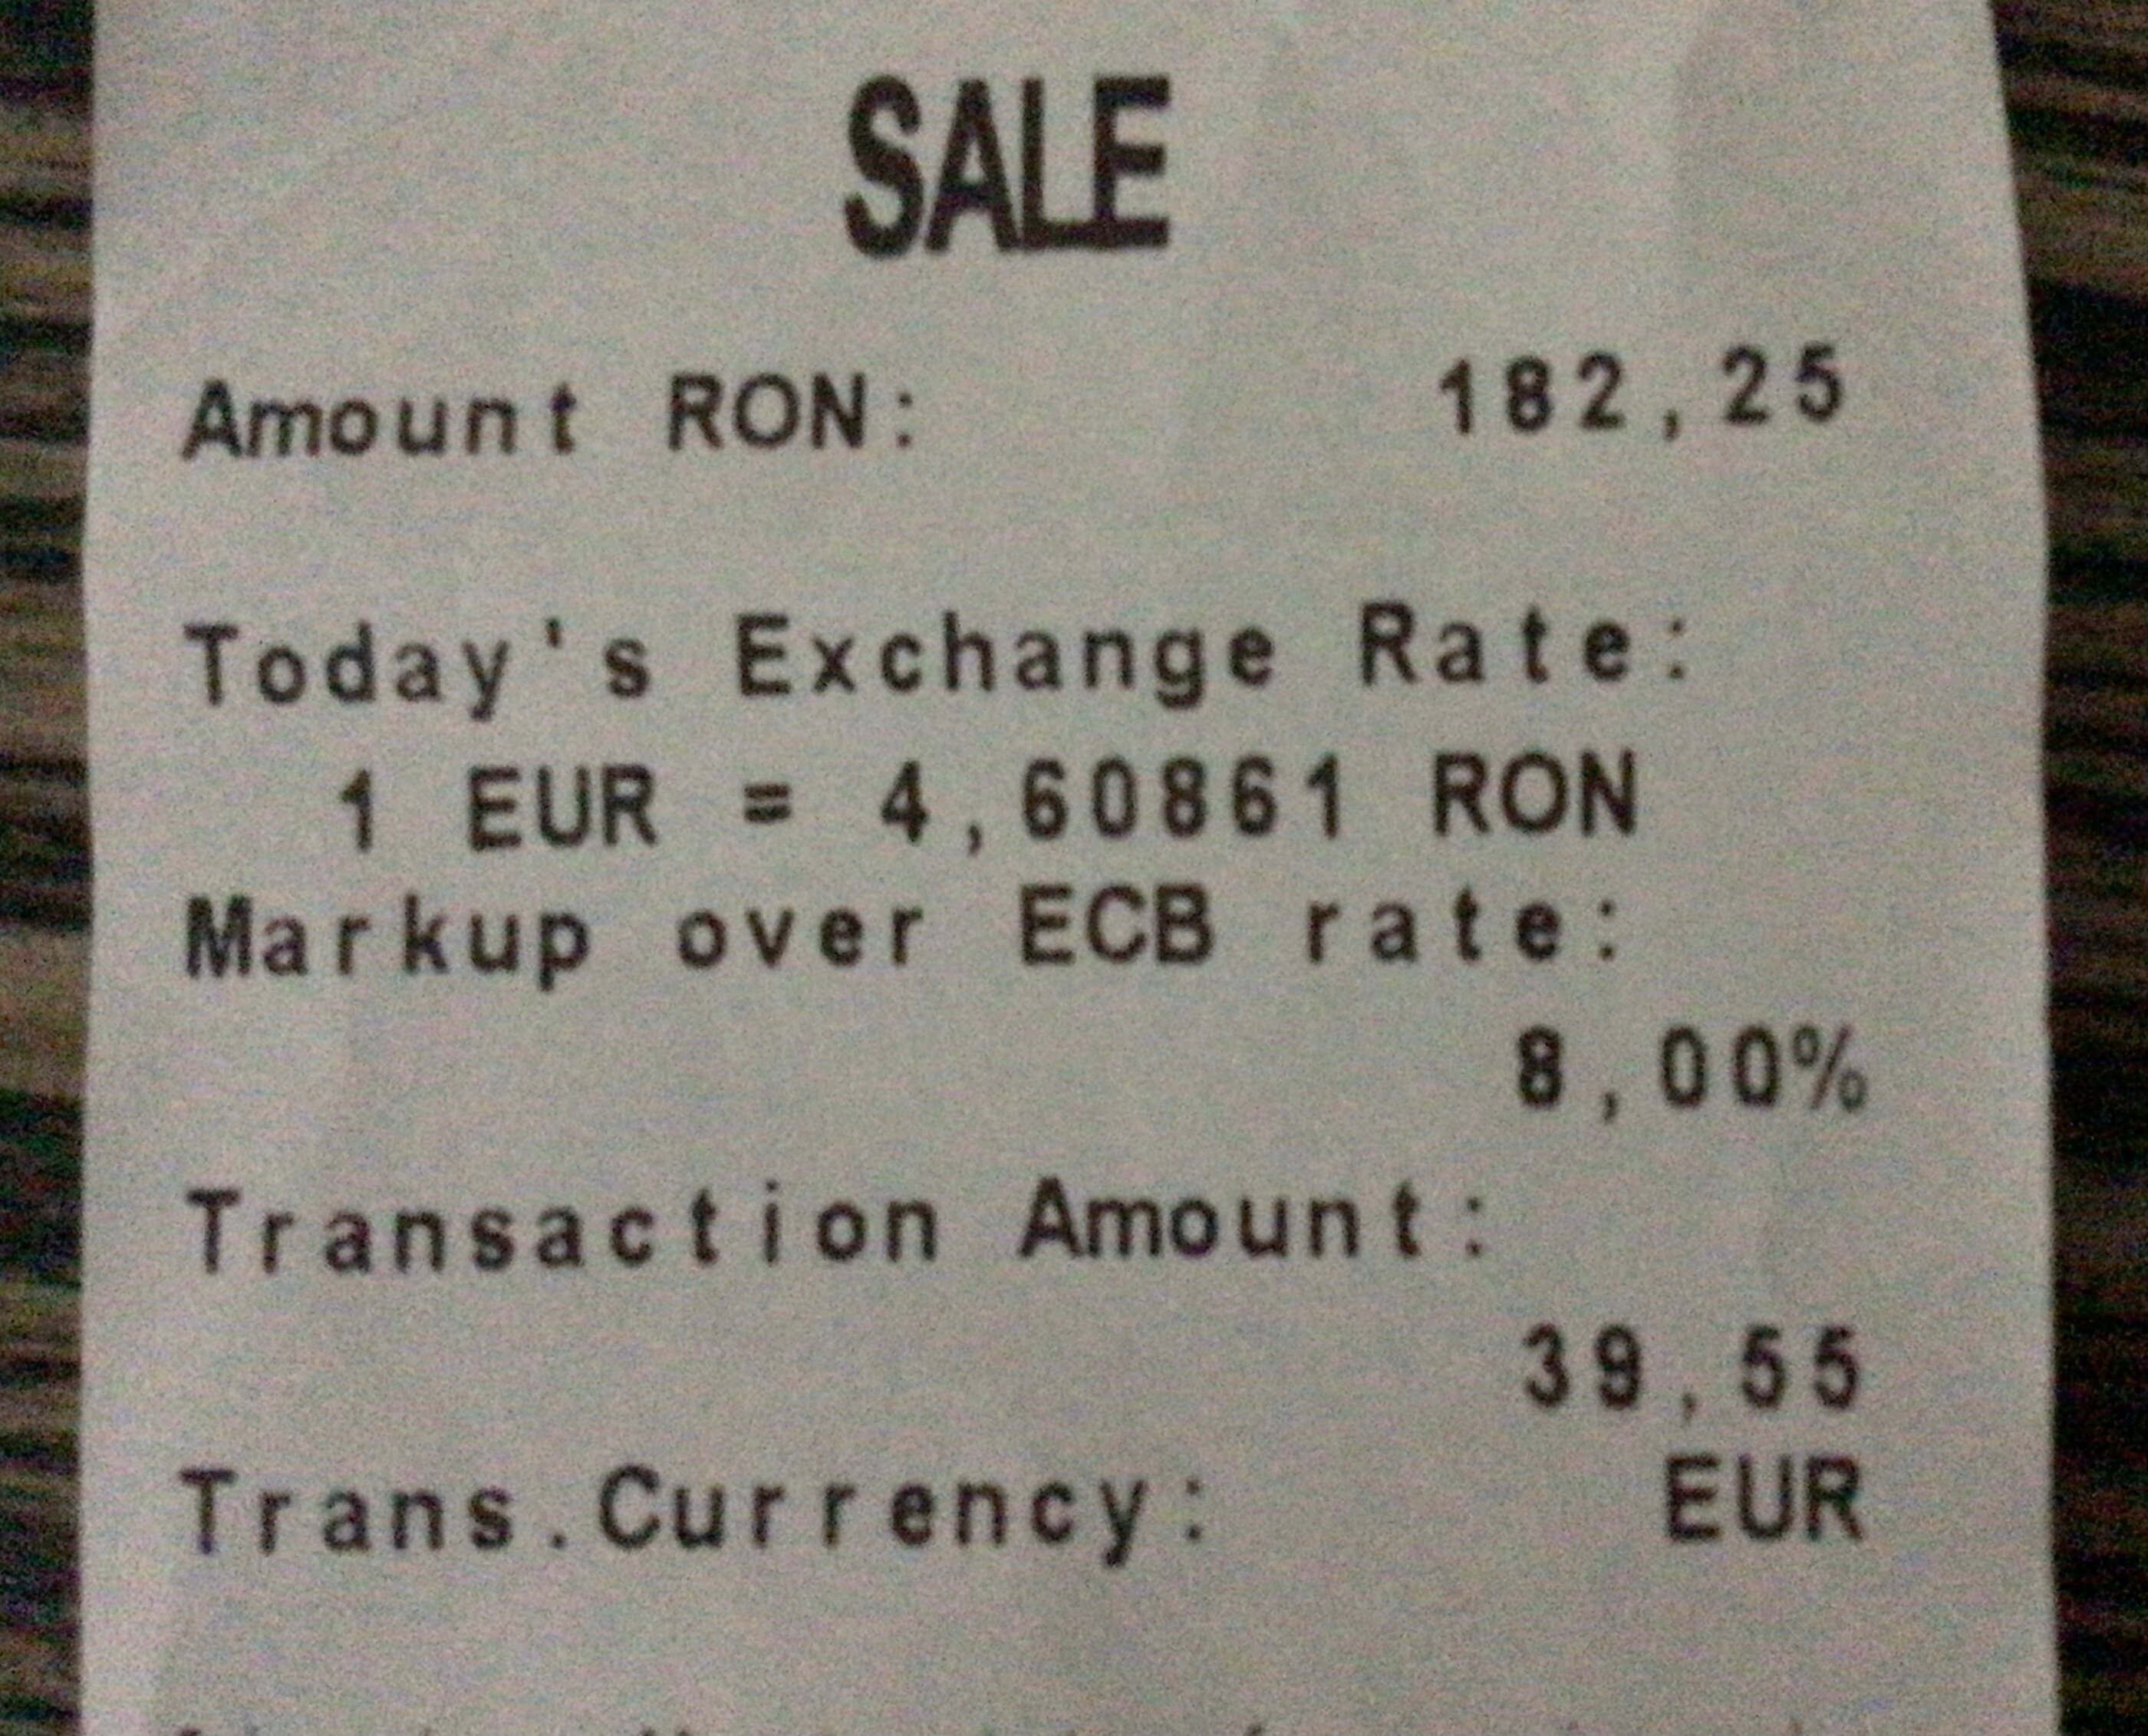 SALE
Amount RON: 182,25
Today's Exchange Rate:
1 EUR = 4,60861 RON
Markup over ECB rate:
8,00%
Transaction Amount:
39,55
Trans.Currency: EUR